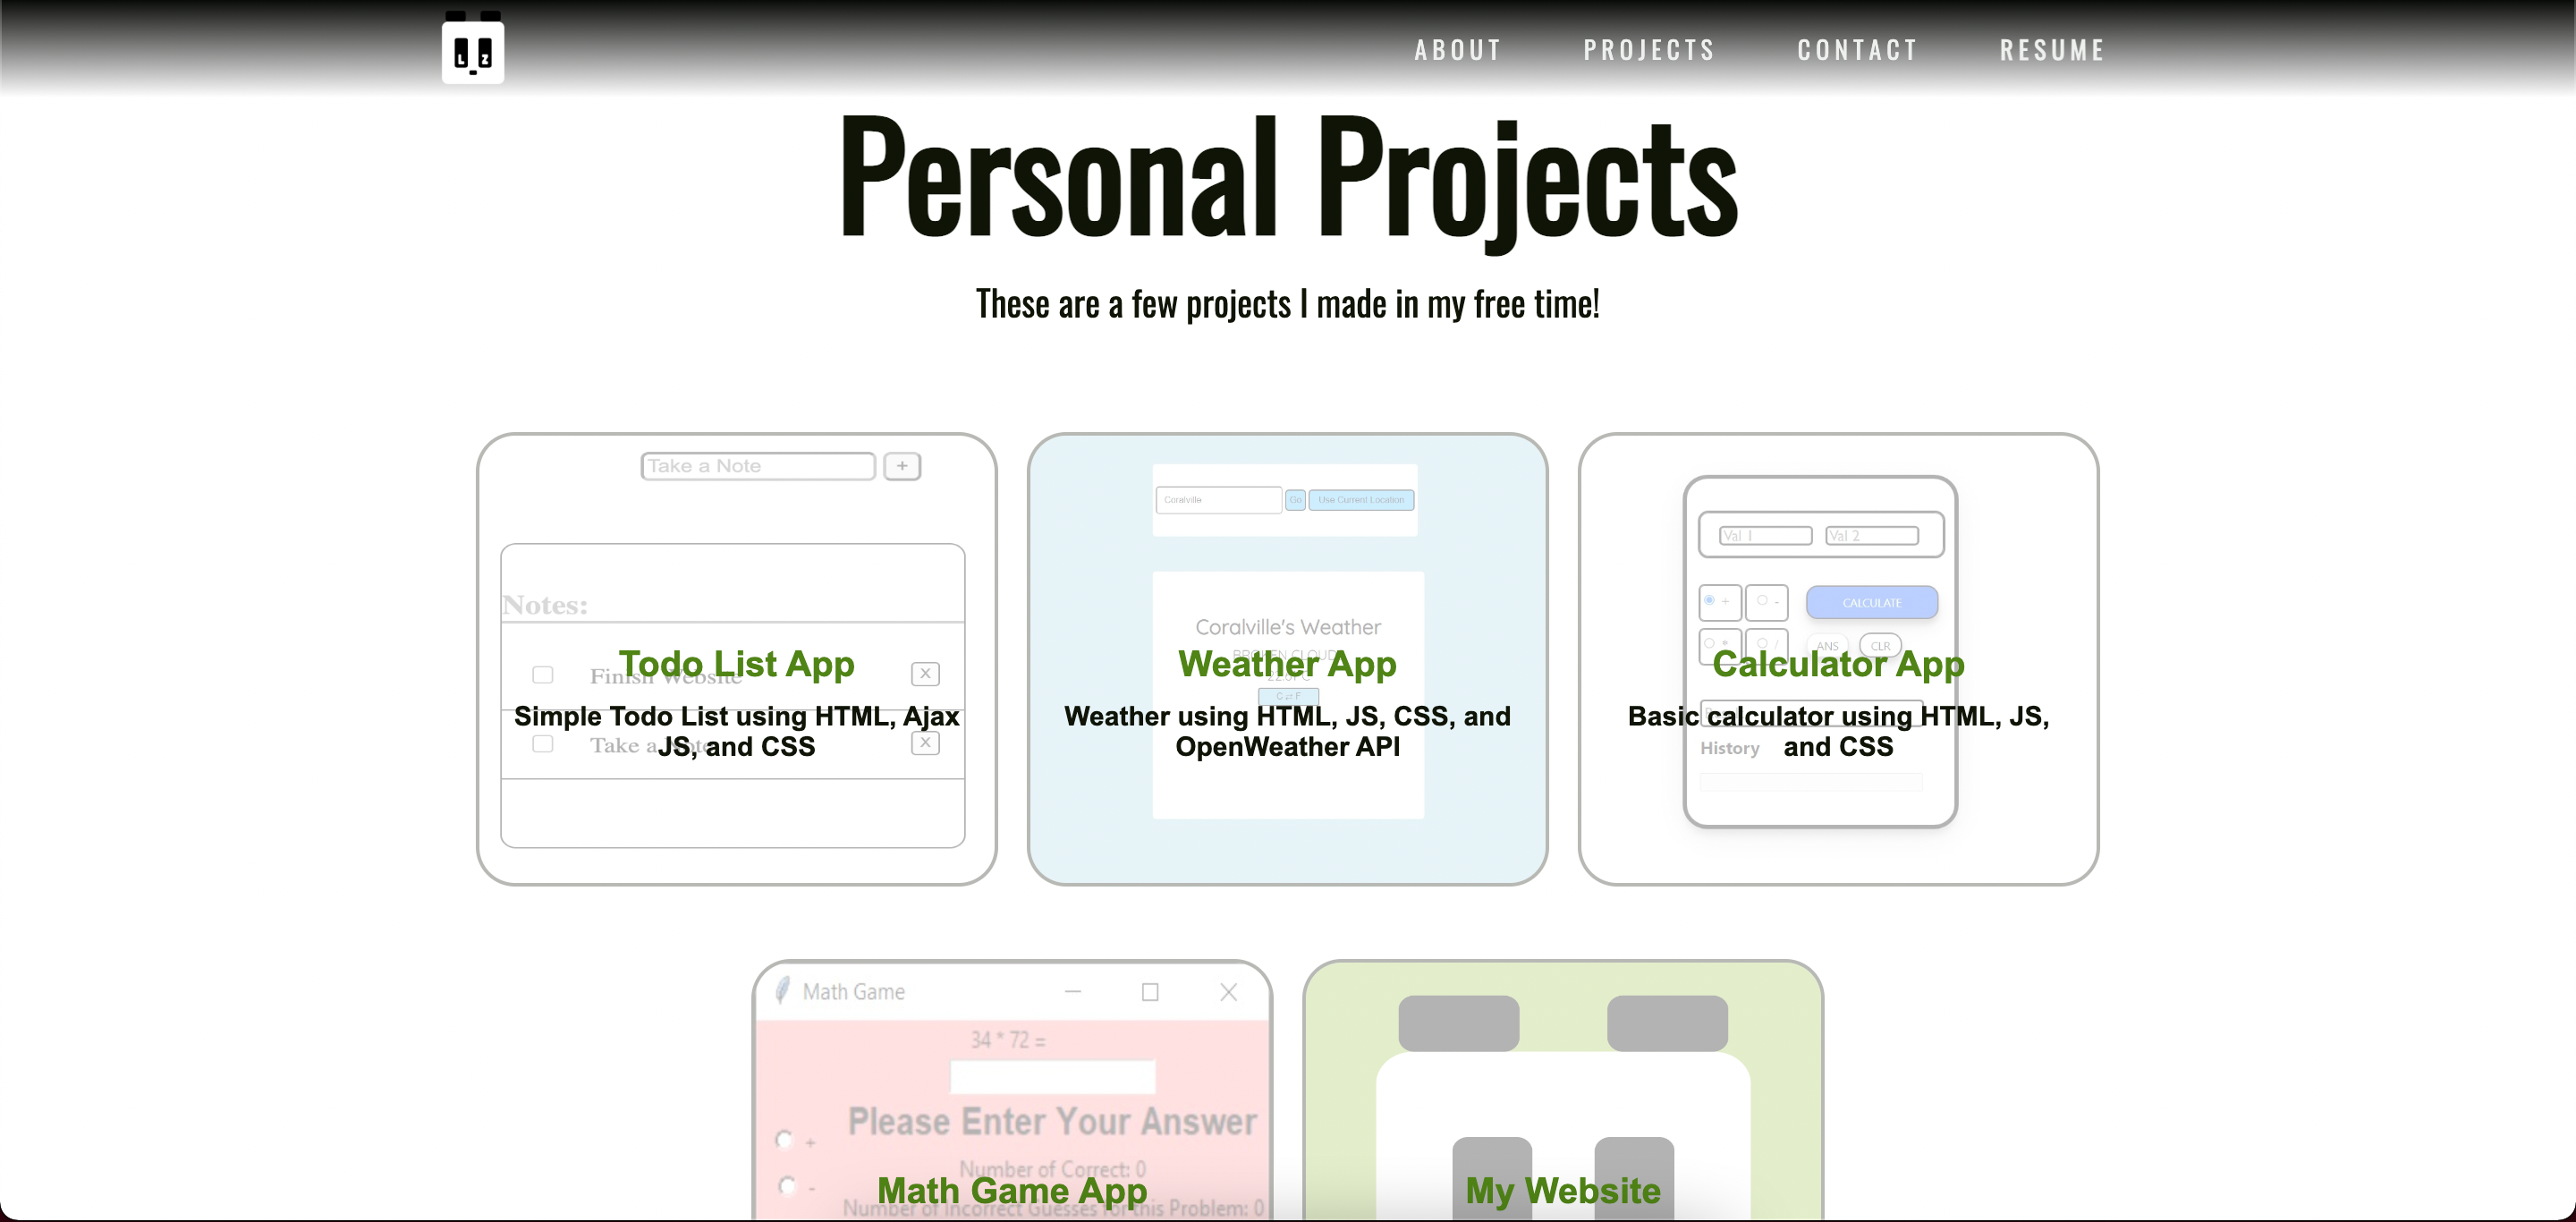 L Z
ABOUT PROJECTS CONTACT RESUME
Personal Projects
These are a few projects I made in my free time!
Take a Note +
Notes:
Finish Website X
Take a Note X
Todo List App
Simple Todo List using HTML, Ajax
JS, and CSS
Coralville Go Use Current Location
Coralville's Weather
BROKEN CLOUDS
C ⇄ F
Weather App
Weather using HTML, JS, CSS, and
OpenWeather API
Val 1 Val 2
+ - CALCULATE
* / ANS CLR
History
Calculator App
Basic calculator using HTML, JS,
and CSS
Math Game
34 * 72 =
Please Enter Your Answer
+
Number of Correct: 0
-
Number of Incorrect Guesses for this Problem: 0
Math Game App
My Website